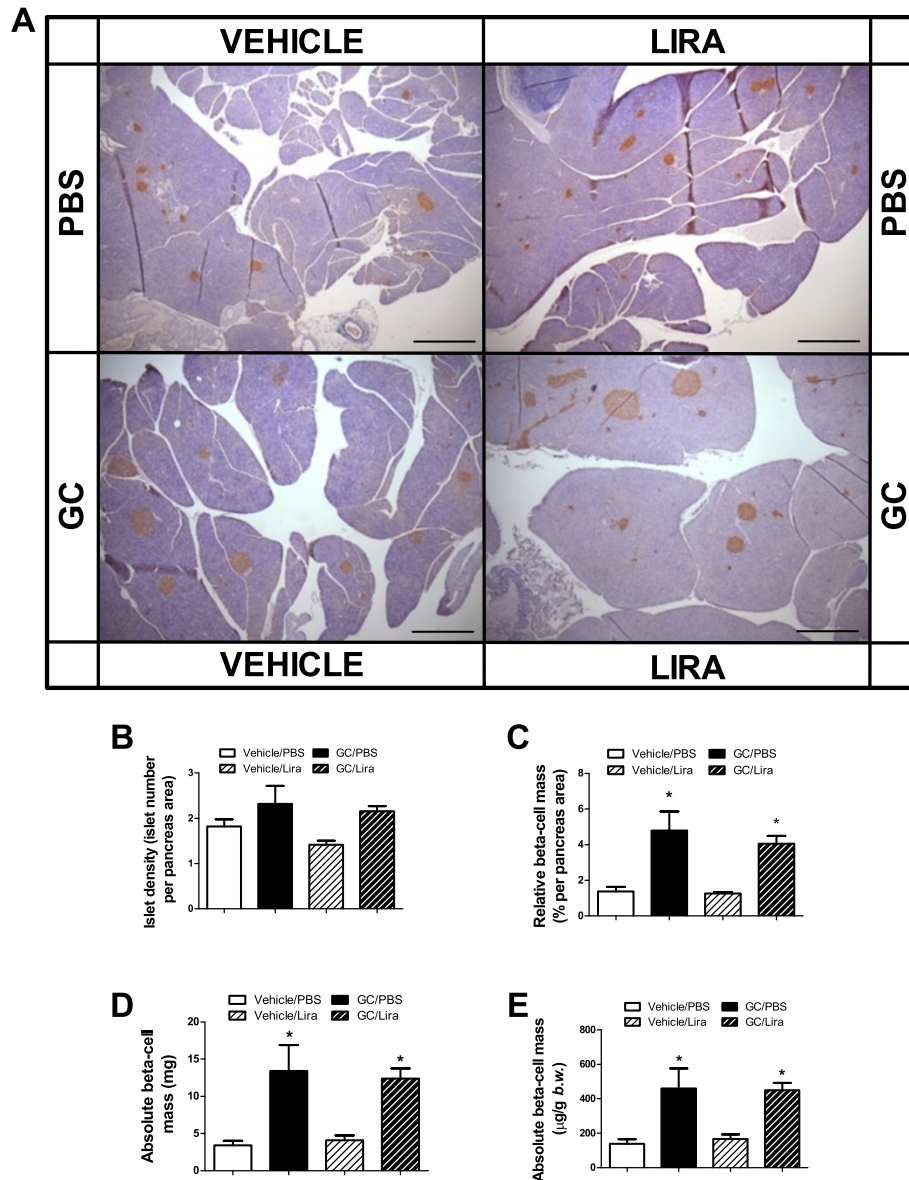 A
VEHICLE LIRA
PBS PBS
GC GC
VEHICLE LIRA
B
Vehicle/PBS GC/PBS
Vehicle/Lira GC/Lira
Islet density (islet number
per pancreas area)
3
2
1
0
C
Vehicle/PBS GC/PBS
Vehicle/Lira GC/Lira
Relative beta-cell mass
(% per pancreas area)
8
6
4
2
0
* *
D
Vehicle/PBS GC/PBS
Vehicle/Lira GC/Lira
Absolute beta-cell
mass (mg)
20
15
10
5
0
* *
E
Vehicle/PBS GC/PBS
Vehicle/Lira GC/Lira
Absolute beta-cell mass
(µg/g b.w.)
800
600
400
200
0
* *